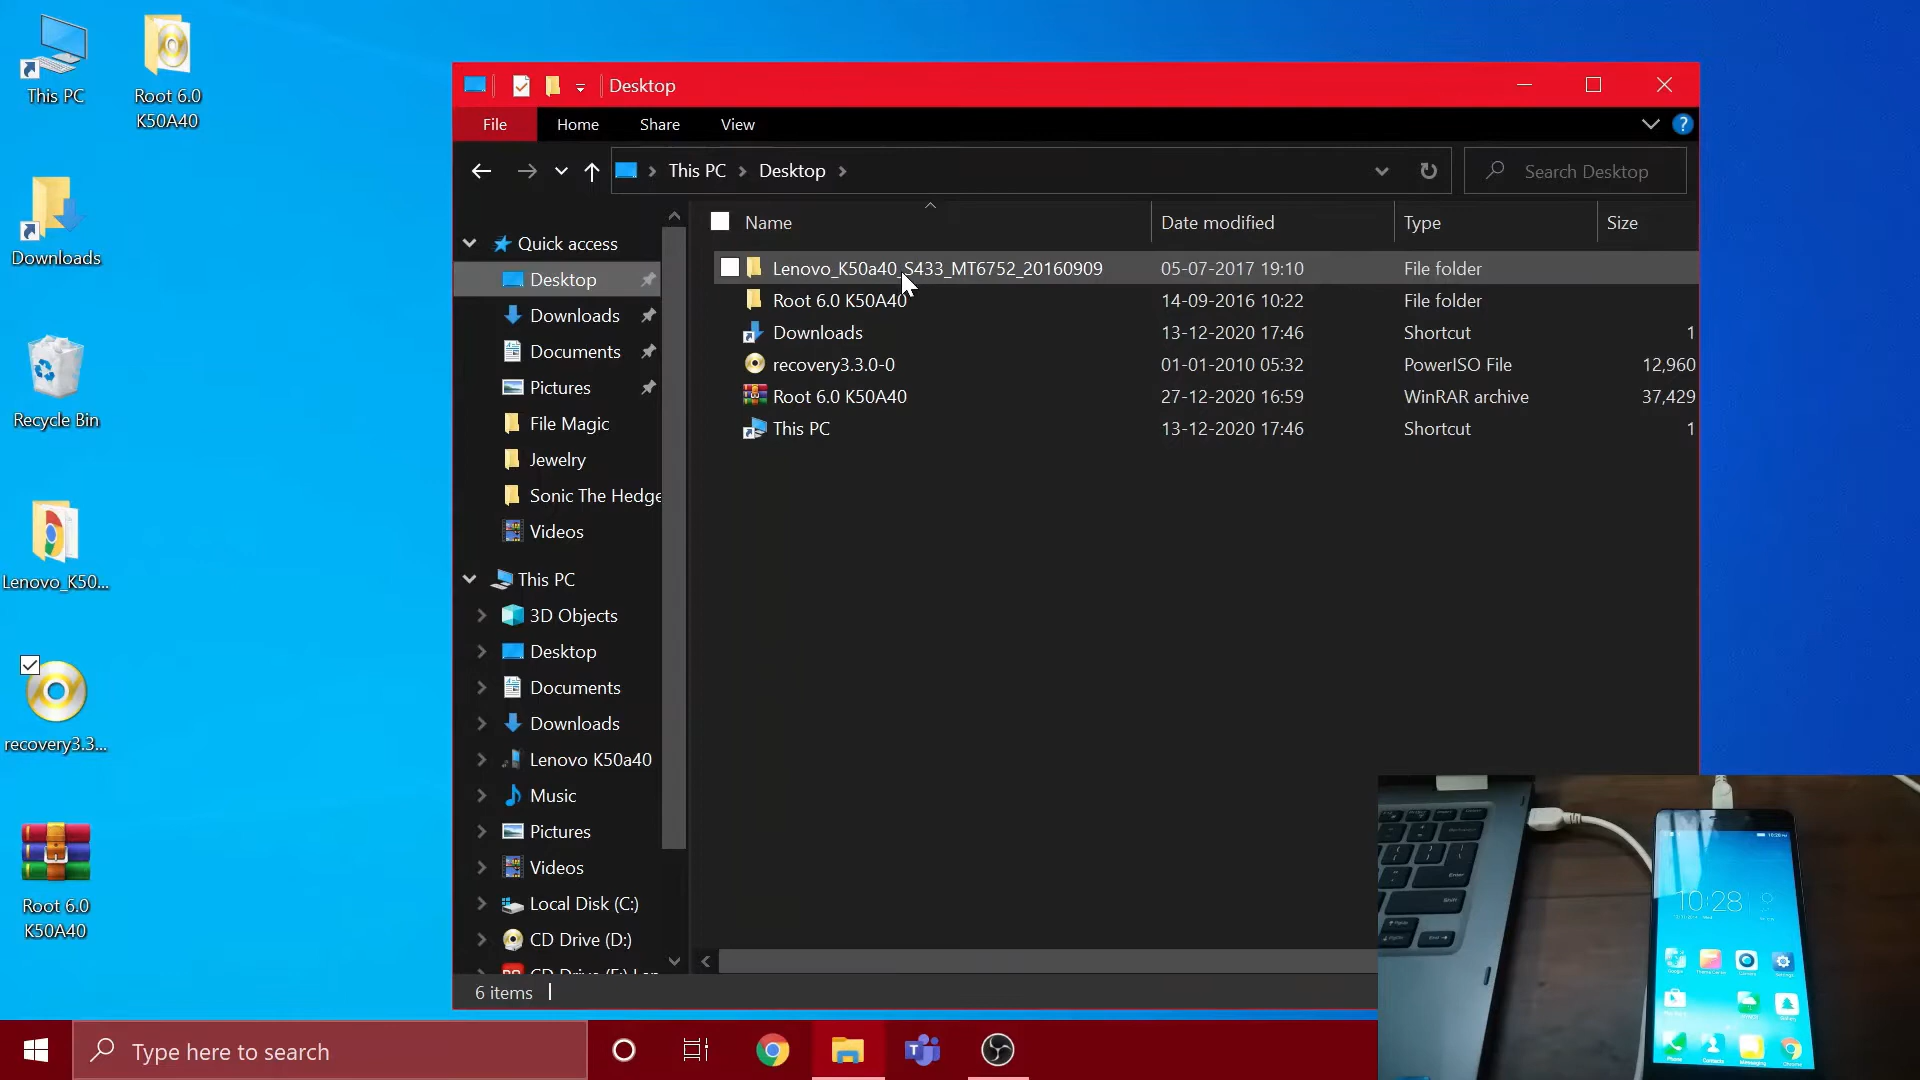 This PC
Root 6.0
K50A40
Downloads
Recycle Bin
Lenovo_K50...
recovery3.3...
Root 6.0
K50A40
Desktop
File
Home
Share
View
?
This PC
Desktop
Search Desktop
Name
Date modified
Type
Size
Quick access
Desktop
Downloads
Documents
Pictures
File Magic
Jewelry
Sonic The Hedge
Videos
This PC
3D Objects
Desktop
Documents
Downloads
Lenovo K50a40
Music
Pictures
Videos
Local Disk (C:)
CD Drive (D:)
Lenovo_K50a40_S433_MT6752_20160909 05-07-2017 19:10 File folder
Root 6.0 K50A40 14-09-2016 10:22 File folder
Downloads 13-12-2020 17:46 Shortcut 1
recovery3.3.0-0 01-01-2010 05:32 PowerISO File 12,960
Root 6.0 K50A40 27-12-2020 16:59 WinRAR archive 37,429
This PC 13-12-2020 17:46 Shortcut 1
6 items
Type here to search
10:28